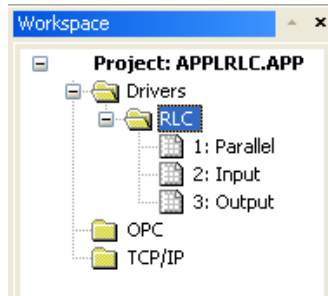 Workspace
Project: APPLRLC.APP
Drivers
RLC
1: Parallel
2: Input
3: Output
OPC
TCP/IP